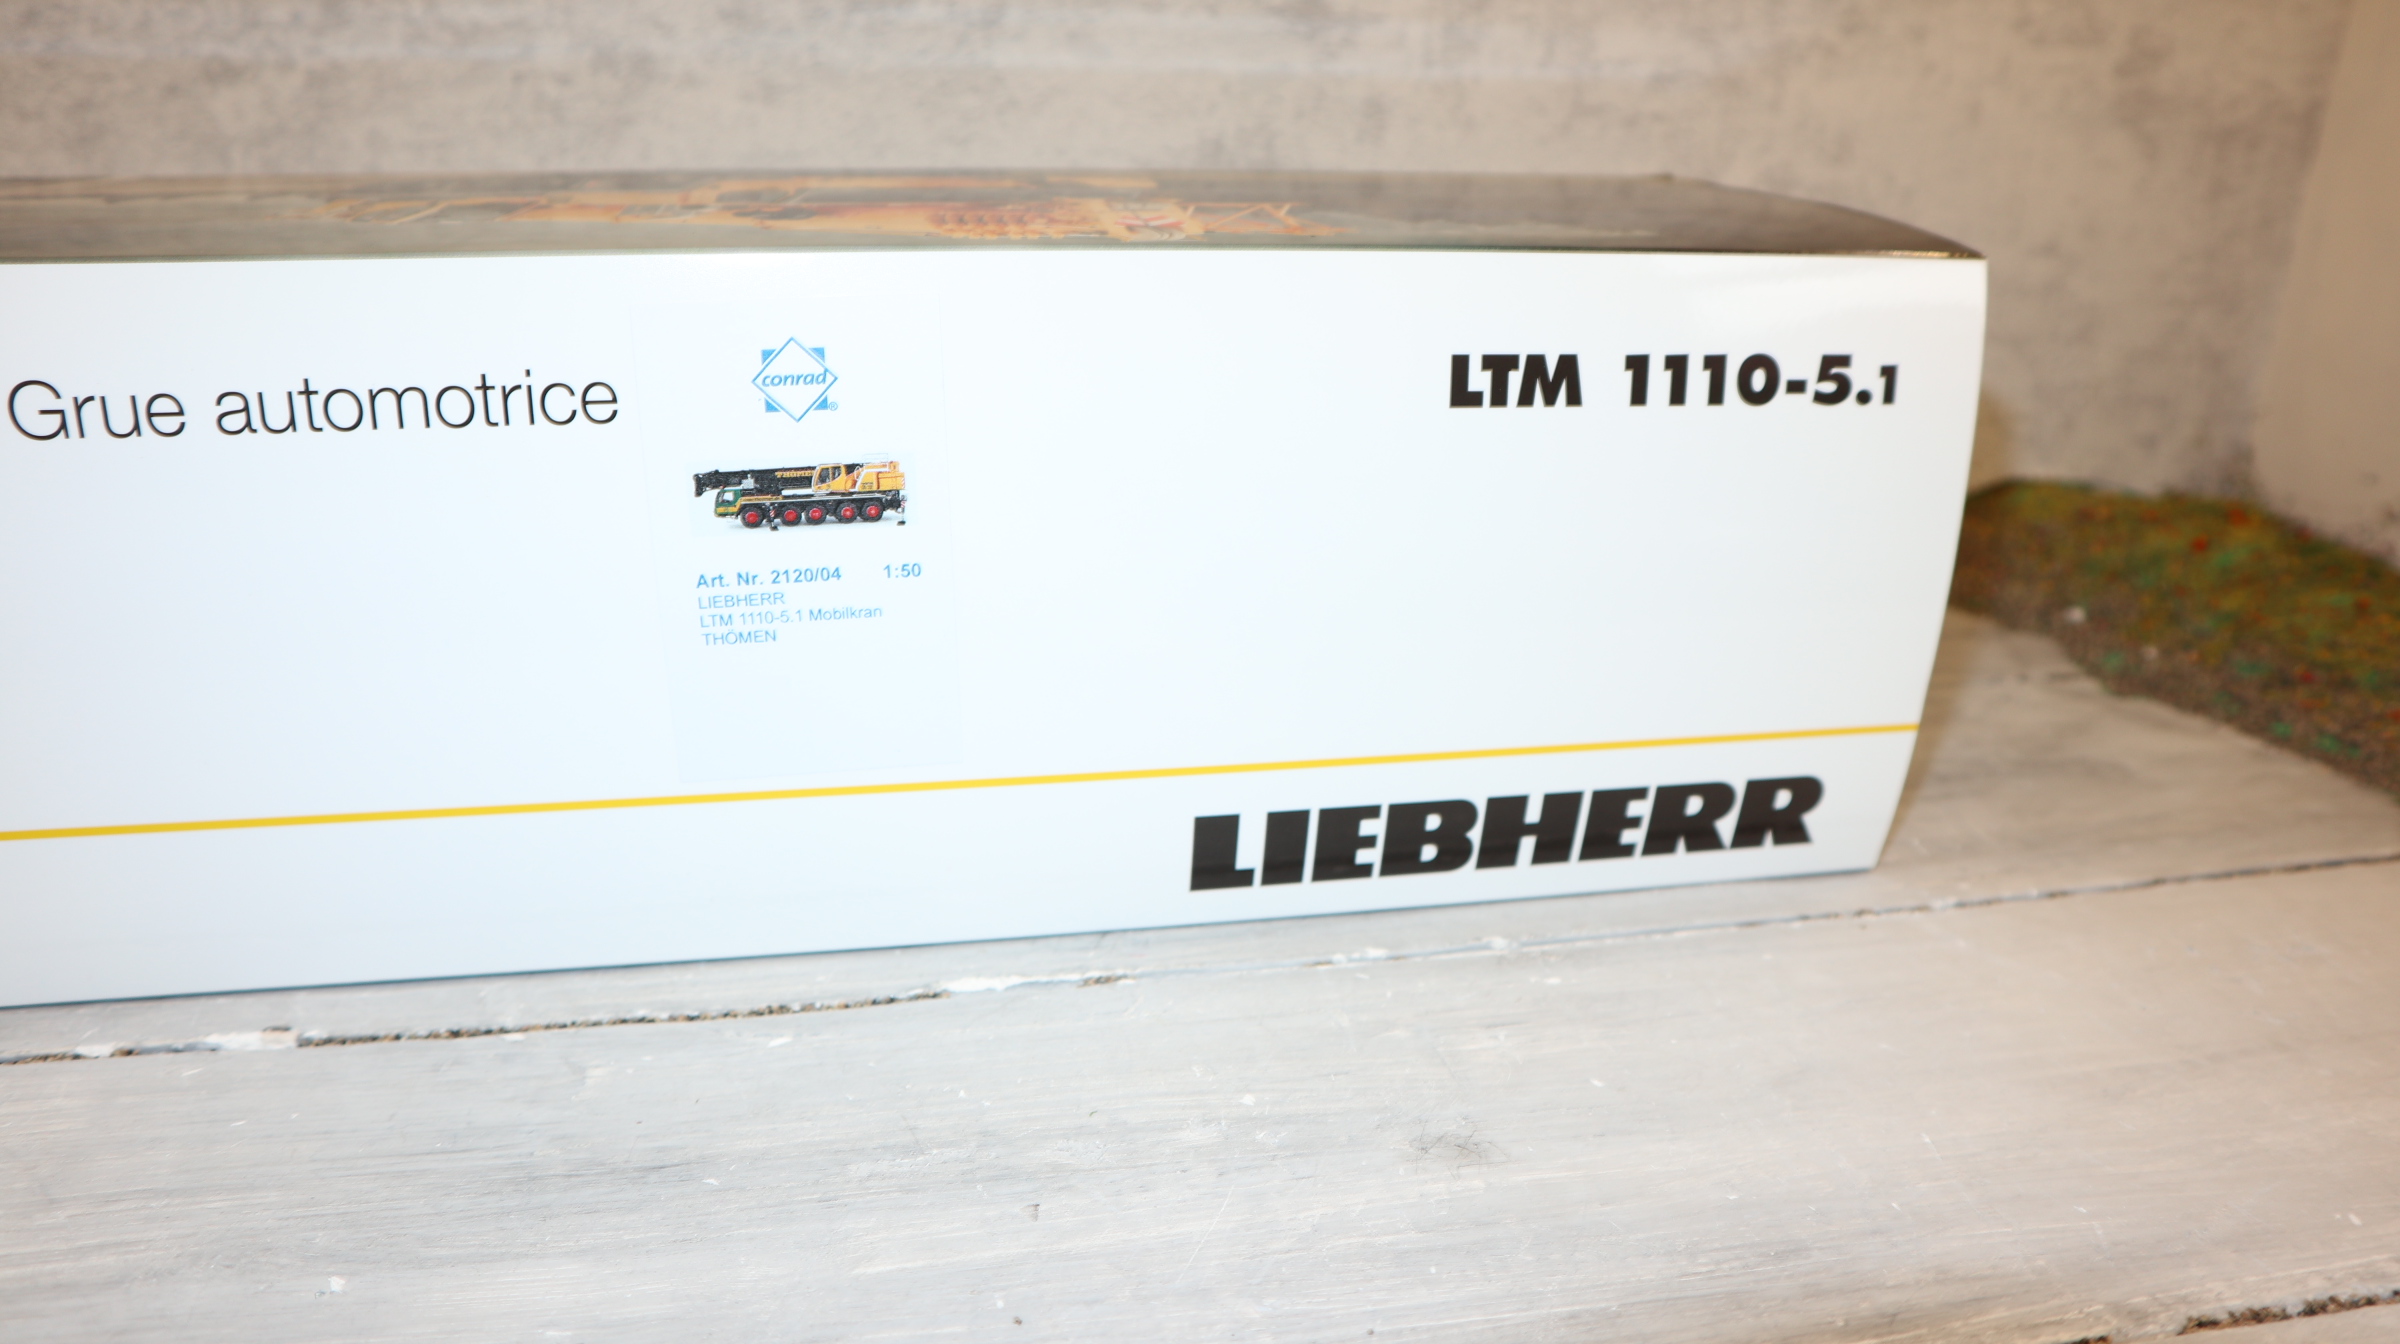 Grue automotrice
conrad
®
THÖMEN
Art. Nr. 2120/04 1:50
LIEBHERR
LTM 1110-5.1 Mobilkran
THÖMEN
LTM 1110-5.1
LIEBHERR